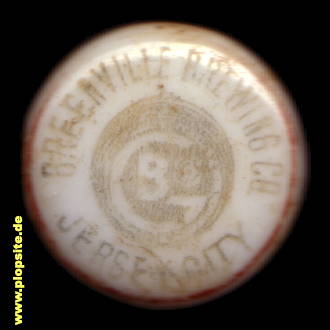 GREENVILLE BREWING CO
JERSEY CITY
www.plopsite.de